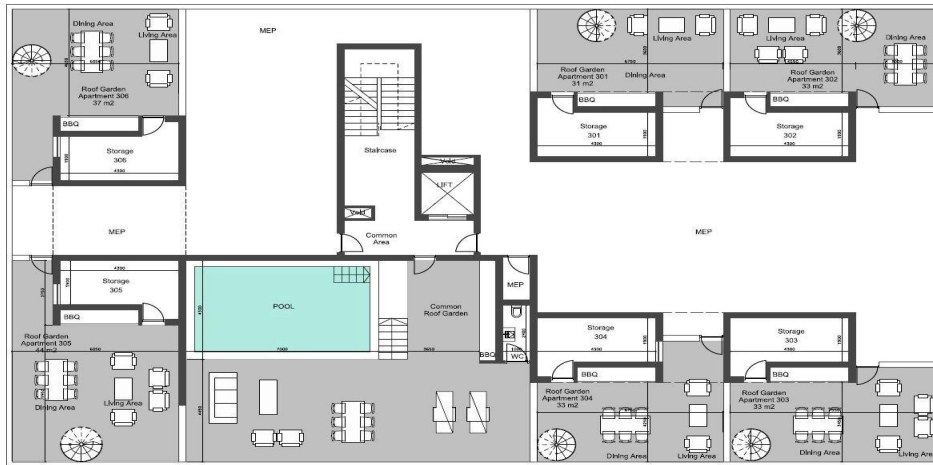 Dining Area
Living Area
Roof Garden
Apartment 306
37 m2
BBQ
Storage
306
4300
MEP
MEP
Staircase
Void
LIFT
Void
Common
Area
Living Area
Dining Area
Roof Garden
Apartment 301
31 m2
BBQ
Storage
301
4300
Living Area
Dining Area
Roof Garden
Apartment 302
33 m2
BBQ
Storage
302
4300
MEP
4300
Storage
305
BBQ
Roof Garden
Apartment 305
44 m2
Dining Area
Living Area
POOL
Common
Roof Garden
MEP
BBQ
WC
Storage
304
4300
BBQ
Roof Garden
Apartment 304
33 m2
Dining Area
Living Area
Storage
303
4300
BBQ
Roof Garden
Apartment 303
33 m2
Dining Area
Living Area